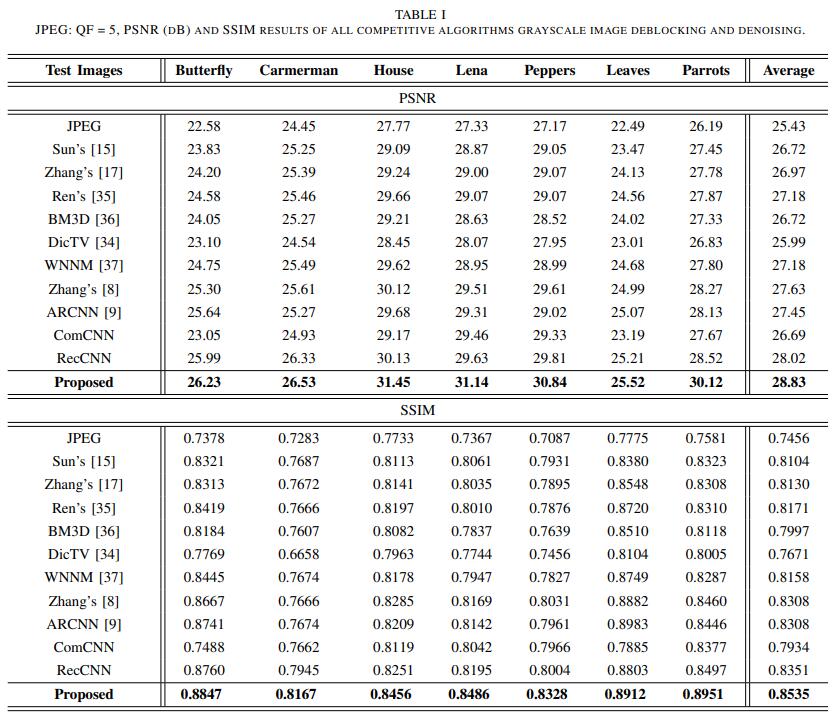 TABLE I
JPEG: QF = 5, PSNR (DB) AND SSIM RESULTS OF ALL COMPETITIVE ALGORITHMS GRAYSCALE IMAGE DEBLOCKING AND DENOISING.
Test Images Butterfly Carmerman House Lena Peppers Leaves Parrots Average
PSNR
JPEG 22.58 24.45 27.77 27.33 27.17 22.49 26.19 25.43
Sun's [15] 23.83 25.25 29.09 28.87 29.05 23.47 27.45 26.72
Zhang's [17] 24.20 25.39 29.24 29.00 29.07 24.13 27.78 26.97
Ren's [35] 24.58 25.46 29.66 29.07 29.07 24.56 27.87 27.18
BM3D [36] 24.05 25.27 29.21 28.63 28.52 24.02 27.33 26.72
DicTV [34] 23.10 24.54 28.45 28.07 27.95 23.01 26.83 25.99
WNNM [37] 24.75 25.49 29.62 28.95 28.99 24.68 27.80 27.18
Zhang's [8] 25.30 25.61 30.12 29.51 29.61 24.99 28.27 27.63
ARCNN [9] 25.64 25.27 29.68 29.31 29.02 25.07 28.13 27.45
ComCNN 23.05 24.93 29.17 29.46 29.33 23.19 27.67 26.69
RecCNN 25.99 26.33 30.13 29.63 29.81 25.21 28.52 28.02
Proposed 26.23 26.53 31.45 31.14 30.84 25.52 30.12 28.83
SSIM
JPEG 0.7378 0.7283 0.7733 0.7367 0.7087 0.7775 0.7581 0.7456
Sun's [15] 0.8321 0.7687 0.8113 0.8061 0.7931 0.8380 0.8323 0.8104
Zhang's [17] 0.8313 0.7672 0.8141 0.8035 0.7895 0.8548 0.8308 0.8130
Ren's [35] 0.8419 0.7666 0.8197 0.8010 0.7876 0.8720 0.8310 0.8171
BM3D [36] 0.8184 0.7607 0.8082 0.7837 0.7639 0.8510 0.8118 0.7997
DicTV [34] 0.7769 0.6658 0.7963 0.7744 0.7456 0.8104 0.8005 0.7671
WNNM [37] 0.8445 0.7674 0.8178 0.7947 0.7827 0.8749 0.8287 0.8158
Zhang's [8] 0.8667 0.7666 0.8285 0.8169 0.8031 0.8882 0.8460 0.8308
ARCNN [9] 0.8741 0.7674 0.8209 0.8142 0.7961 0.8983 0.8446 0.8308
ComCNN 0.7488 0.7662 0.8119 0.8042 0.7966 0.7885 0.8377 0.7934
RecCNN 0.8760 0.7945 0.8251 0.8195 0.8004 0.8803 0.8497 0.8351
Proposed 0.8847 0.8167 0.8456 0.8486 0.8328 0.8912 0.8951 0.8535